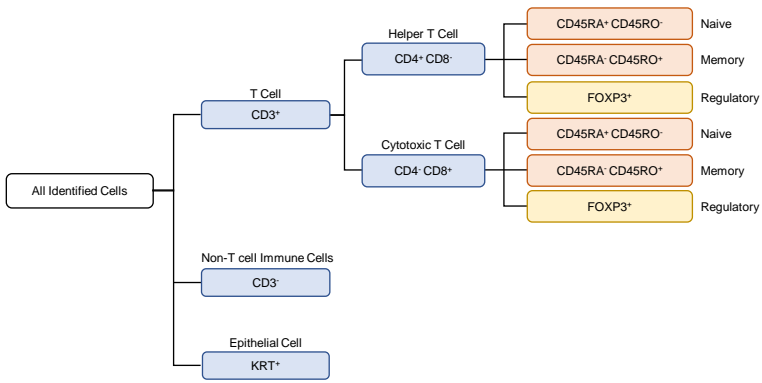 All Identified Cells
T Cell
CD3⁺
Helper T Cell
CD4⁺ CD8⁻
CD45RA⁺ CD45RO⁻
Naive
CD45RA⁻ CD45RO⁺
Memory
FOXP3⁺
Regulatory
Cytotoxic T Cell
CD4⁻ CD8⁺
CD45RA⁺ CD45RO⁻
Naive
CD45RA⁻ CD45RO⁺
Memory
FOXP3⁺
Regulatory
Non-T cell Immune Cells
CD3⁻
Epithelial Cell
KRT⁺